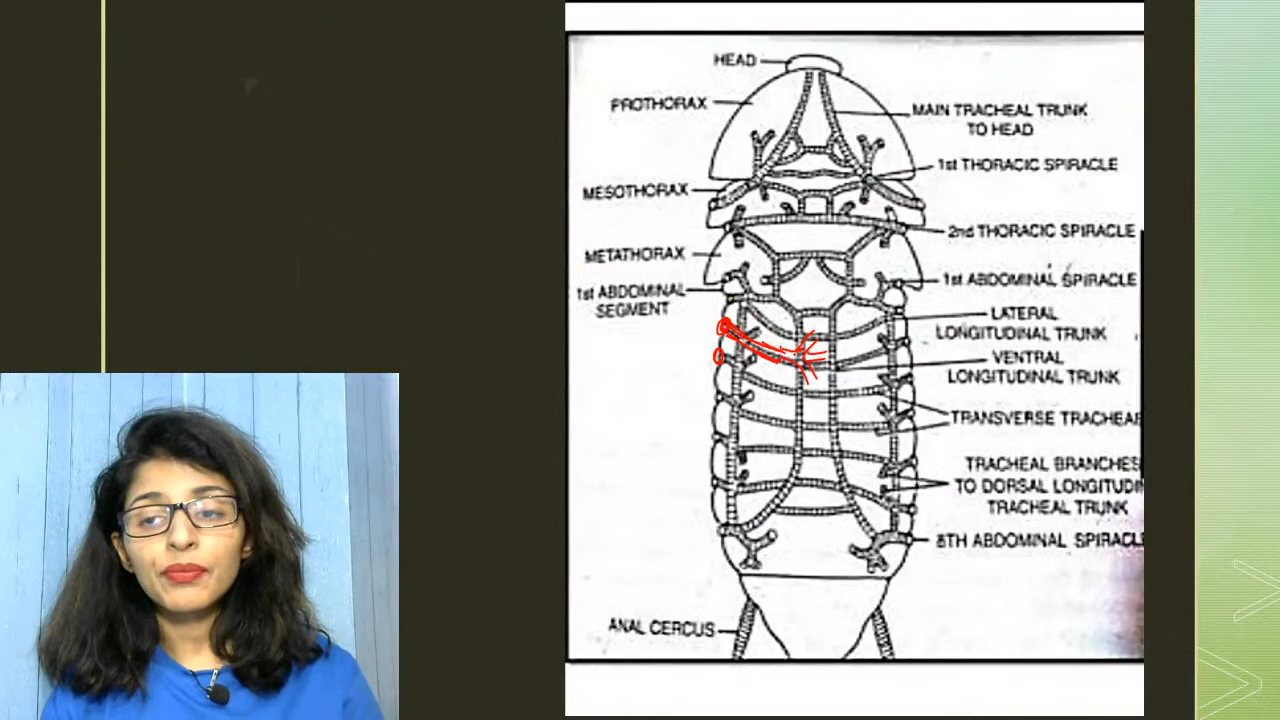 HEAD
PROTHORAX
MAIN TRACHEAL TRUNK
TO HEAD
1st THORACIC SPIRACLE
MESOTHORAX
2nd THORACIC SPIRACLE
METATHORAX
1st ABDOMINAL SPIRACLE
1st ABDOMINAL
SEGMENT
LATERAL
LONGITUDINAL TRUNK
VENTRAL
LONGITUDINAL TRUNK
TRANSVERSE TRACHEAE
TRACHEAL BRANCHES
TO DORSAL LONGITUDIN
TRACHEAL TRUNK
8TH ABDOMINAL SPIRACLE
ANAL CERCUS